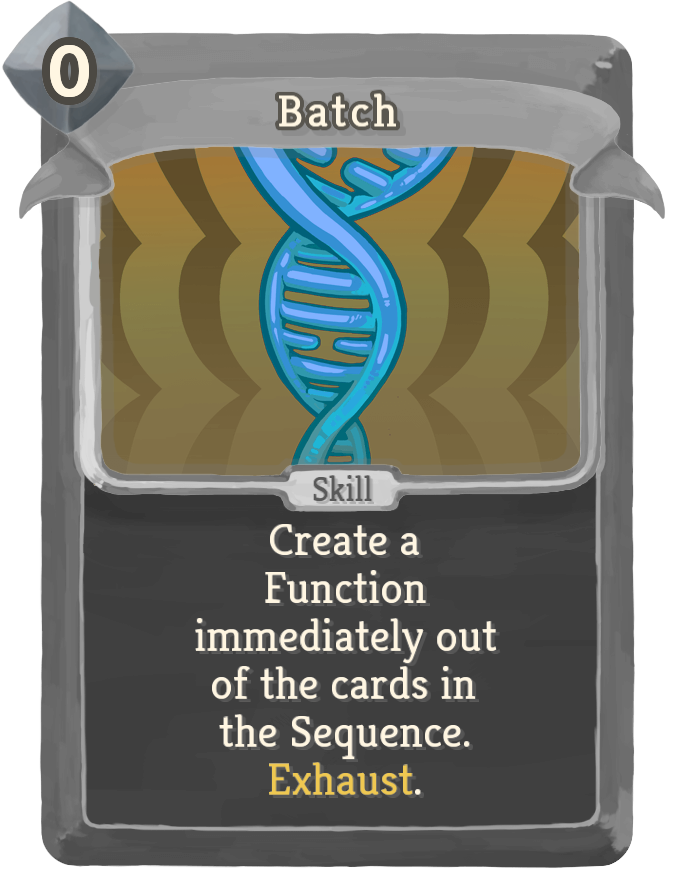 0
Batch
Skill
Create a
Function
immediately out
of the cards in
the Sequence.
Exhaust.